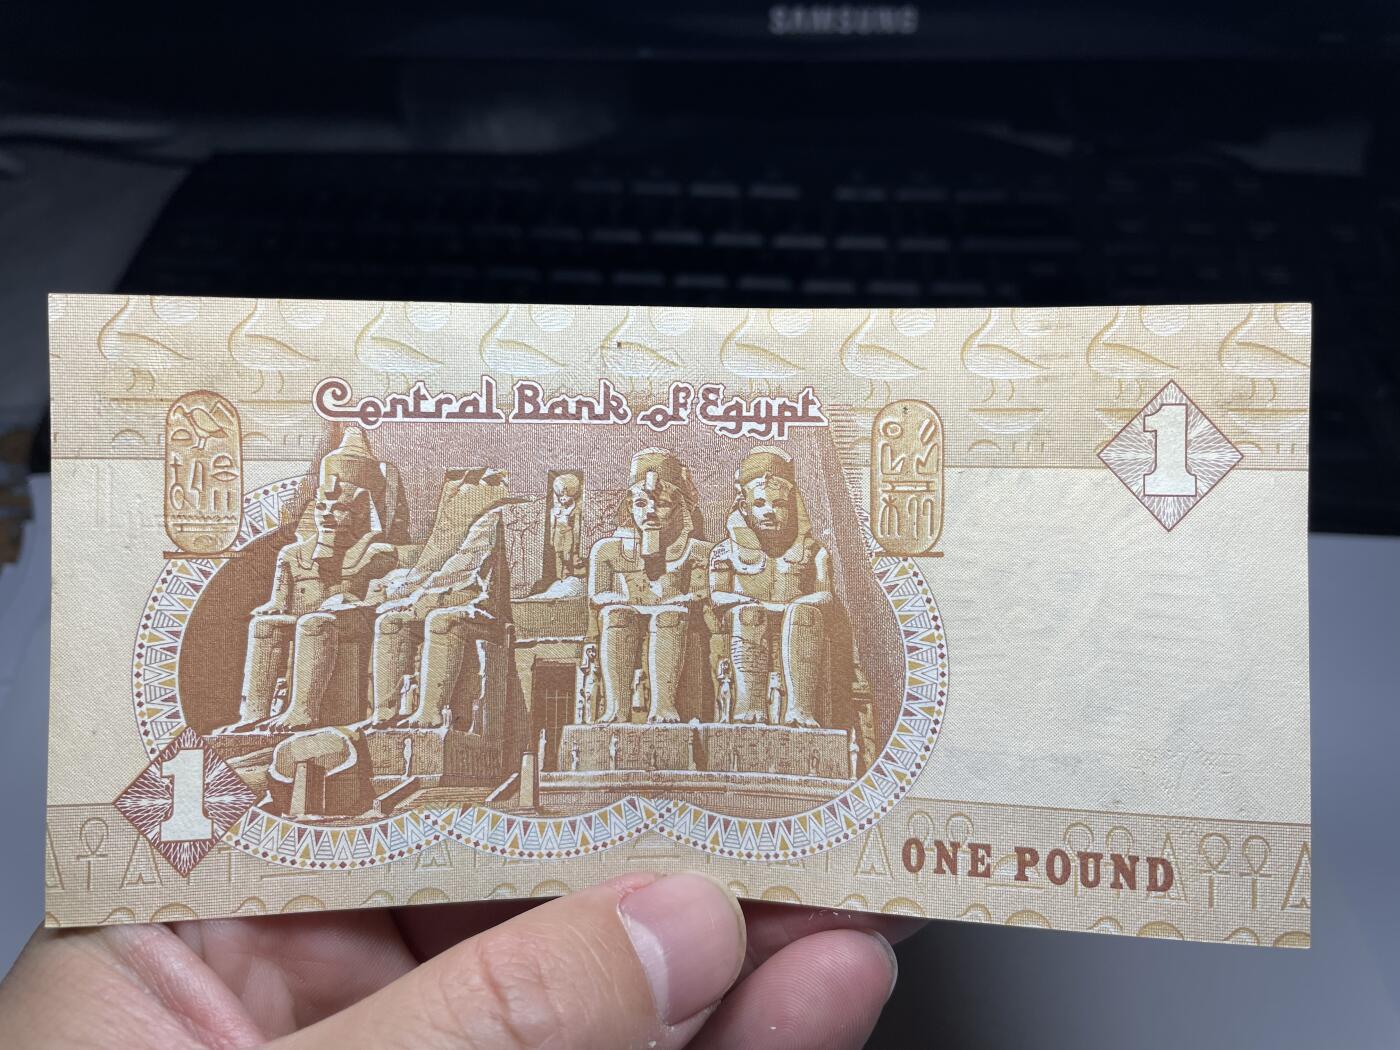 SAMSUNG
Central Bank of Egypt
1
1
ONE POUND